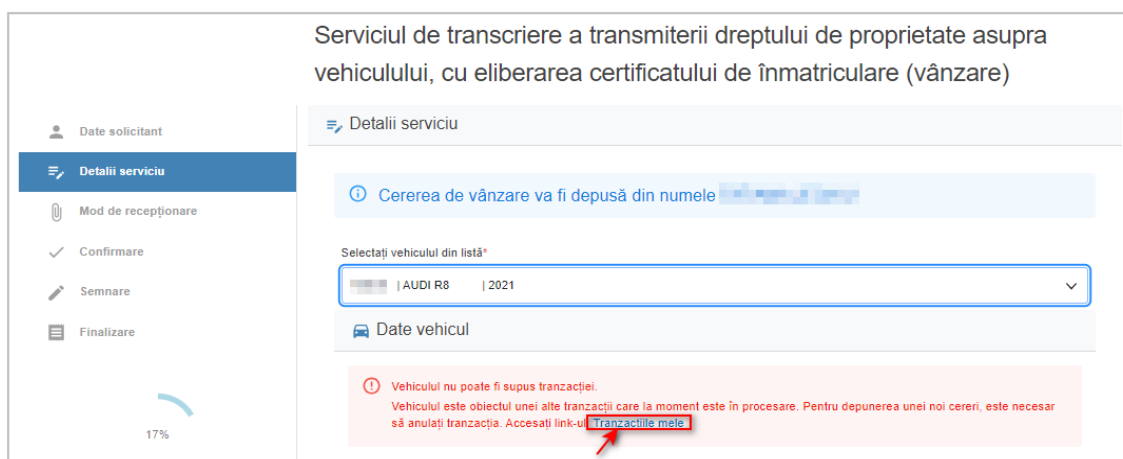 Serviciul de transcriere a transmiterii dreptului de proprietate asupra
vehiculului, cu eliberarea certificatului de înmatriculare (vânzare)
Date solicitant
Detalii serviciu
Mod de recepționare
Confirmare
Semnare
Finalizare
17%
Detalii serviciu
Cererea de vânzare va fi depusă din numele
Selectați vehiculul din listă*
| AUDI R8 | 2021
Date vehicul
Vehiculul nu poate fi supus tranzacției.
Vehiculul este obiectul unei alte tranzacții care la moment este în procesare. Pentru depunerea unei noi cereri, este necesar
să anulați tranzacția. Accesați link-ul Tranzactiile mele